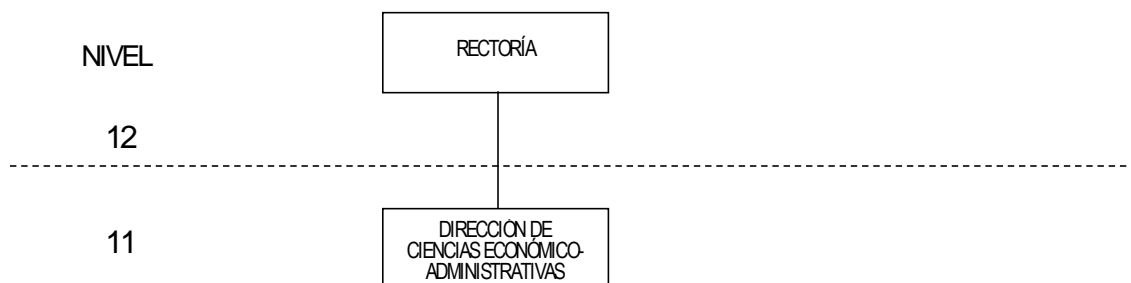 NIVEL
RECTORÍA
12
11
DIRECCIÓN DE
CIENCIAS ECONÓMICO-
ADMINISTRATIVAS